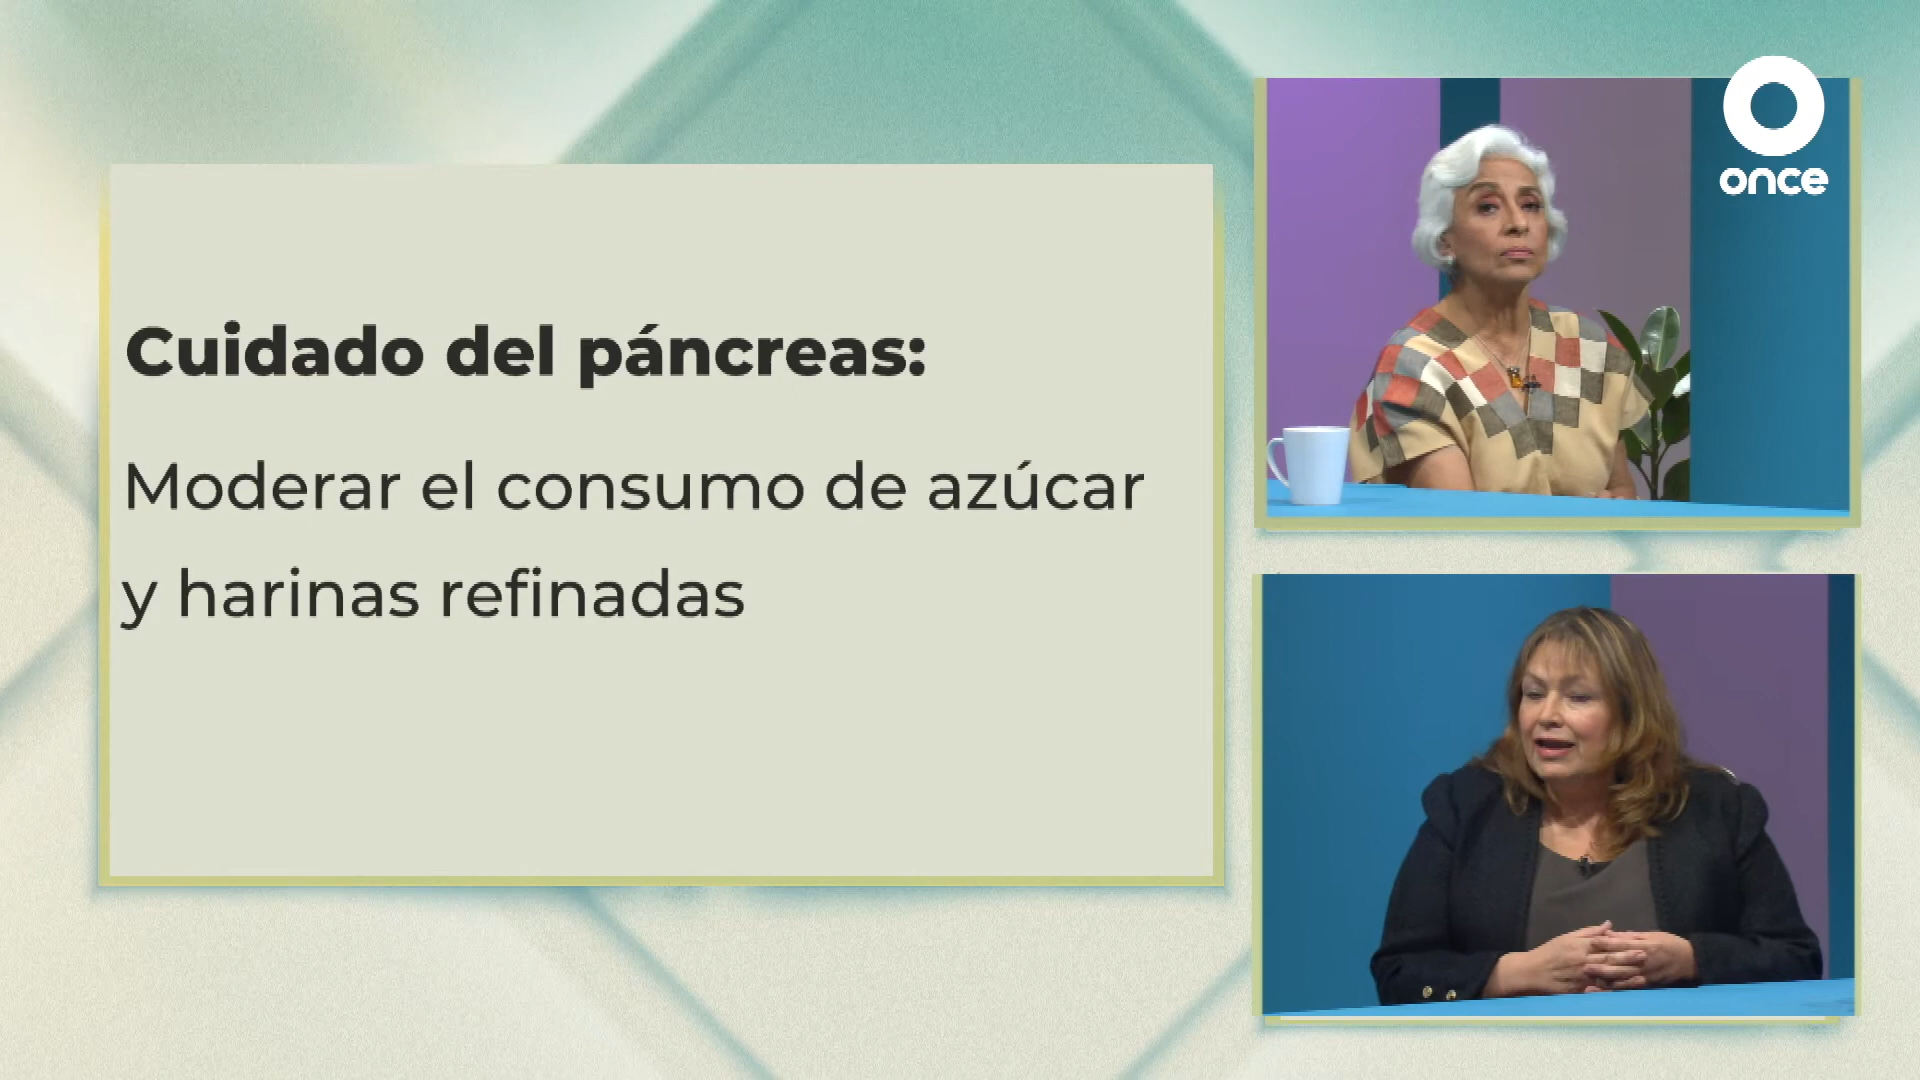 Cuidado del páncreas:
Moderar el consumo de azúcar
y harinas refinadas
once